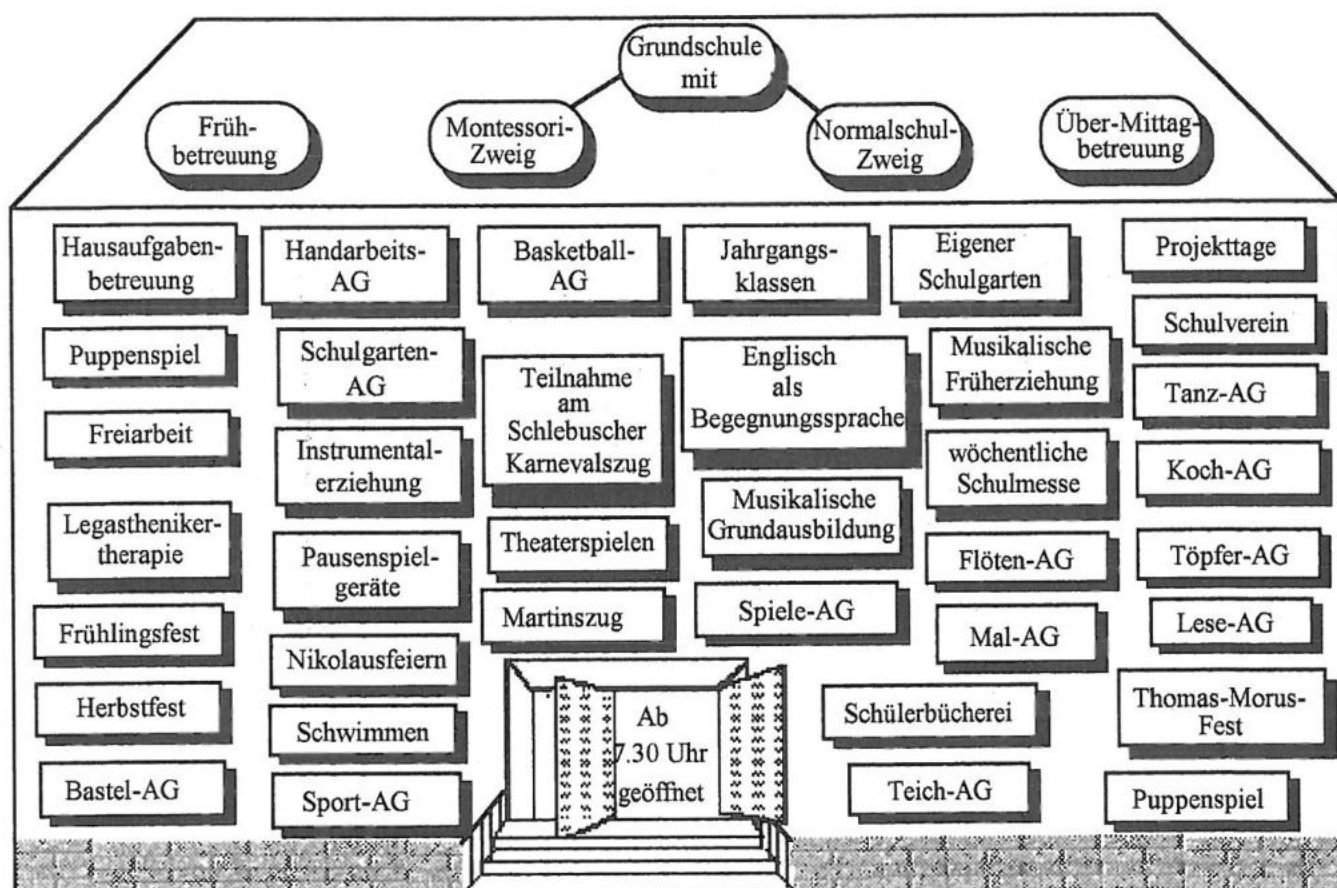 Grundschule
mit
Früh-
betreuung
Montessori-
Zweig
Normalschul-
Zweig
Über-Mittag-
betreuung
Hausaufgaben-
betreuung
Handarbeits-
AG
Basketball-
AG
Jahrgangs-
klassen
Eigener
Schulgarten
Projekttage
Puppenspiel
Schulgarten-
AG
Teilnahme
am
Schlebuscher
Karnevalszug
Englisch
als
Begegnungssprache
Musikalische
Früherziehung
Schulverein
Tanz-AG
Freiarbeit
Instrumental-
erziehung
wöchentliche
Schulmesse
Koch-AG
Legastheniker-
therapie
Pausenspiel-
geräte
Theaterspielen
Musikalische
Grundausbildung
Flöten-AG
Töpfer-AG
Frühlingsfest
Nikolausfeiern
Martinszug
Spiele-AG
Mal-AG
Lese-AG
Herbstfest
Schwimmen
Ab
7.30 Uhr
geöffnet
Schülerbücherei
Thomas-Morus-
Fest
Bastel-AG
Sport-AG
Teich-AG
Puppenspiel